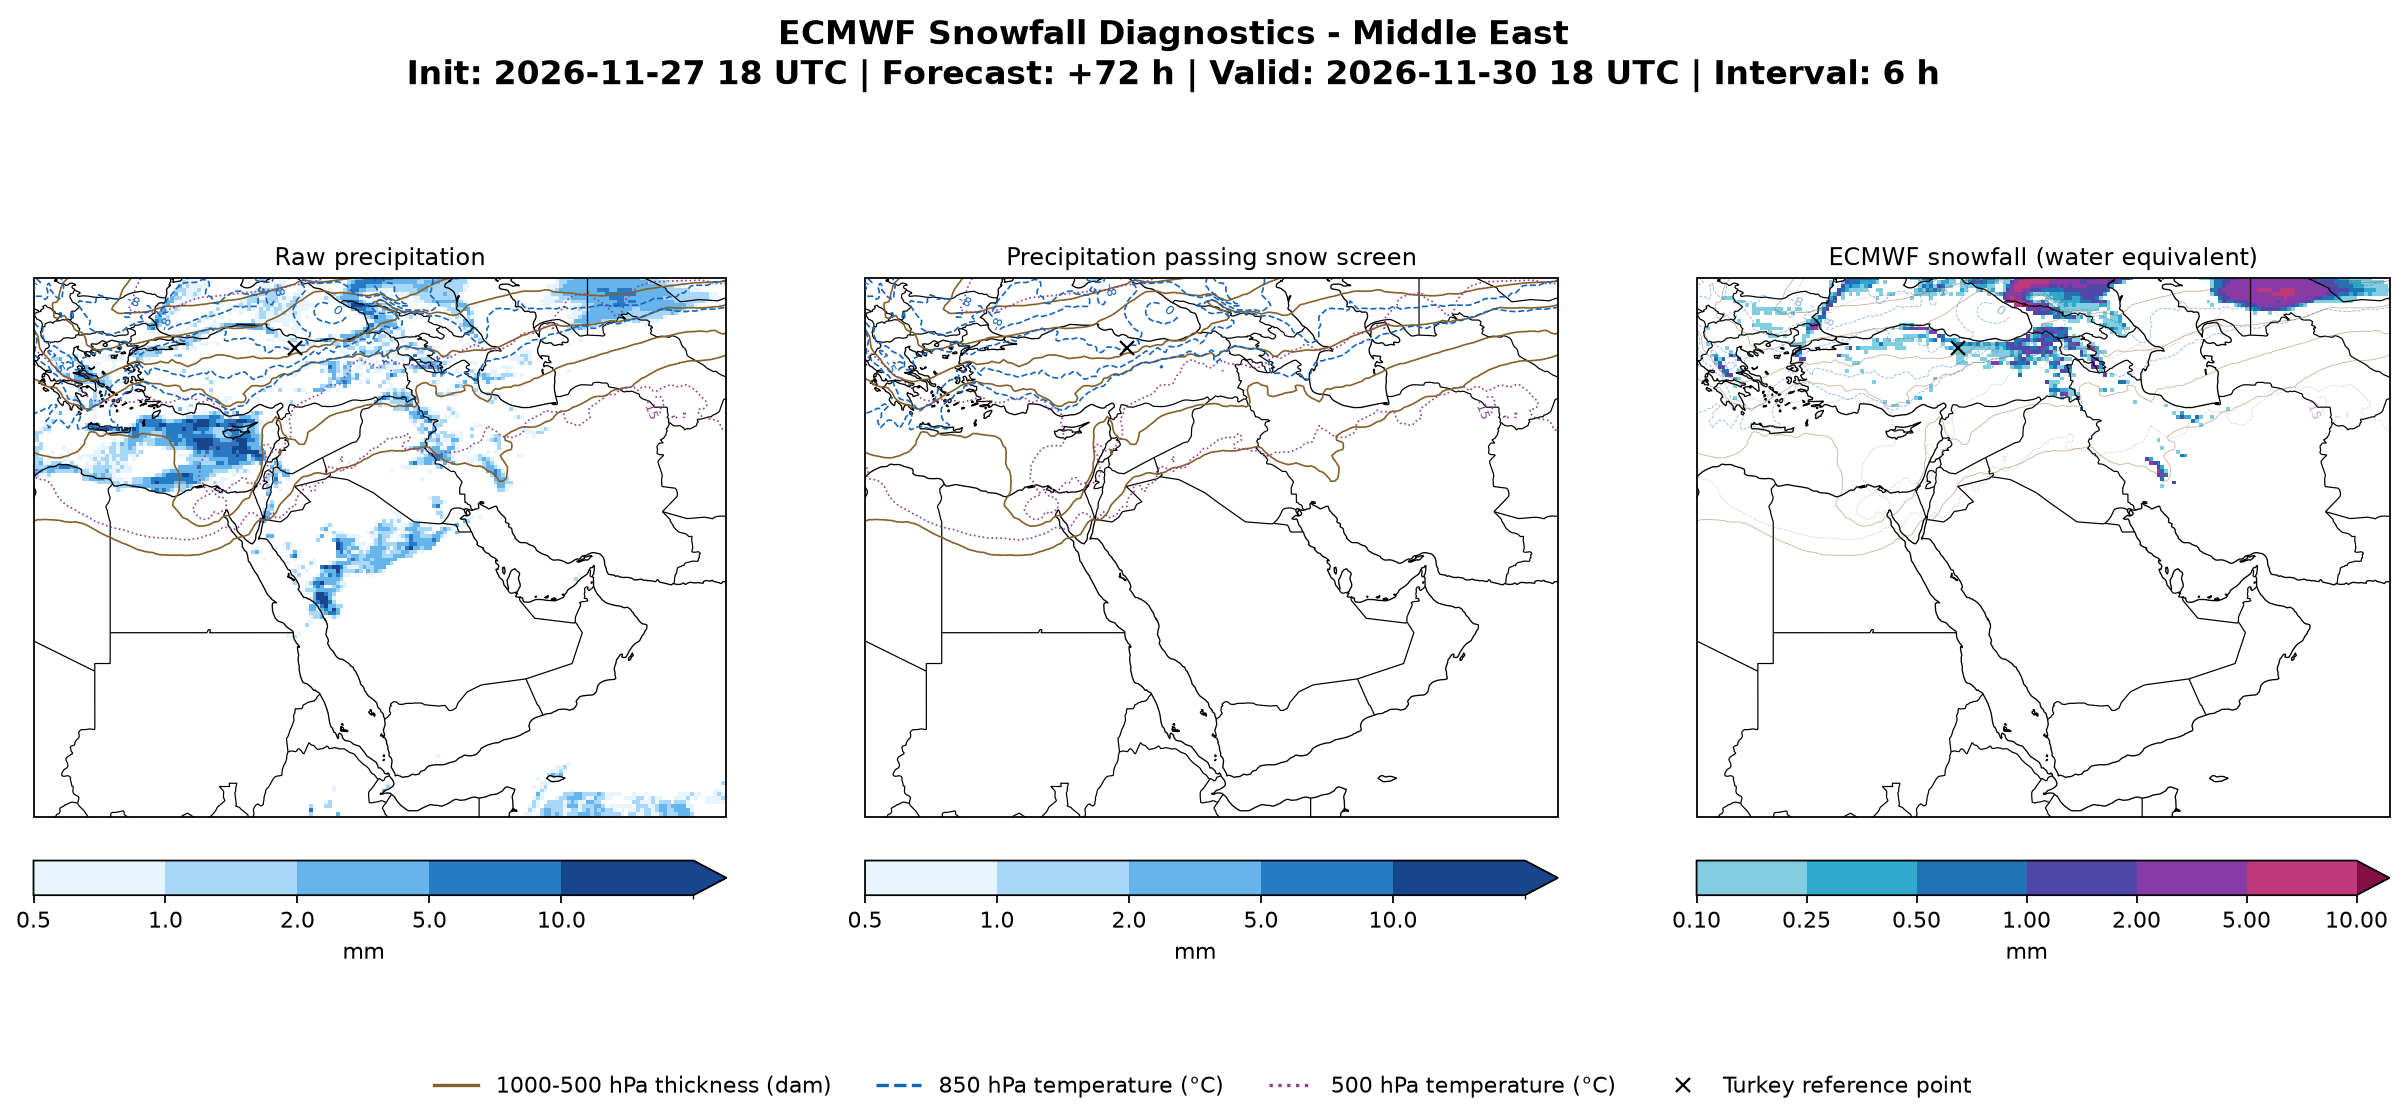 ECMWF Snowfall Diagnostics - Middle East
Init: 2026-11-27 18 UTC | Forecast: +72 h | Valid: 2026-11-30 18 UTC | Interval: 6 h
Raw precipitation
Precipitation passing snow screen
ECMWF snowfall (water equivalent)
0.5 1.0 2.0 5.0 10.0
mm
0.5 1.0 2.0 5.0 10.0
mm
0.10 0.25 0.50 1.00 2.00 5.00 10.00
mm
1000-500 hPa thickness (dam)
850 hPa temperature (°C)
500 hPa temperature (°C)
Turkey reference point